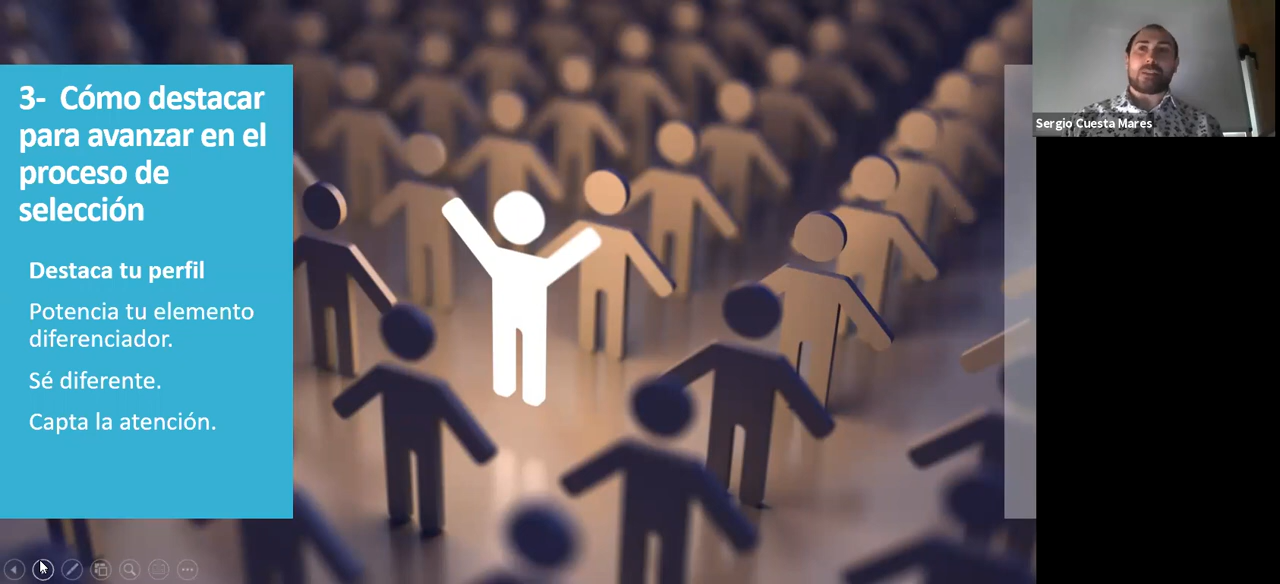 3-  Cómo destacar
para avanzar en el
proceso de
selección
Destaca tu perfil
Potencia tu elemento
diferenciador.
Sé diferente.
Capta la atención.
Sergio Cuesta Mares